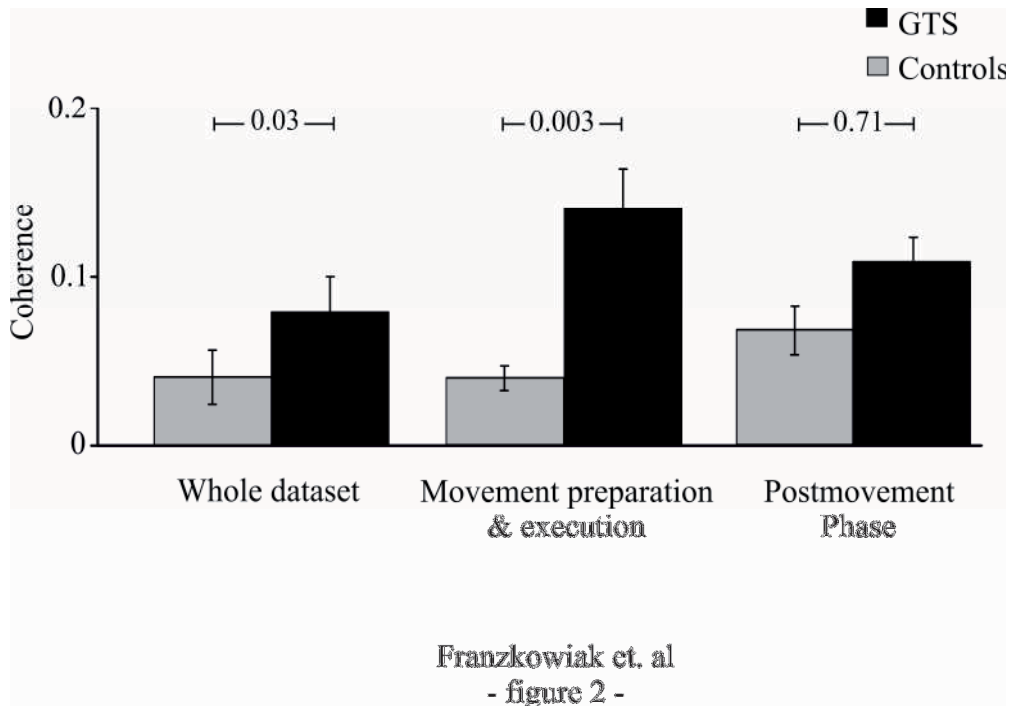 GTS
Controls
0.2
0.03
0.003
0.71
Coherence
0.1
0
Whole dataset
Movement preparation
& execution
Postmovement
Phase
Franzkowiak et. al
- figure 2 -